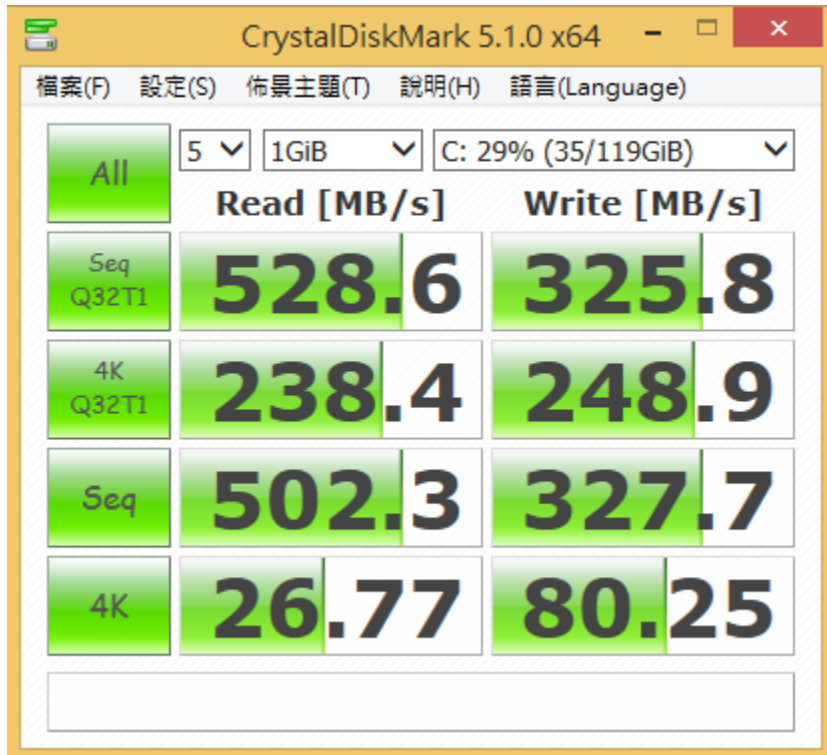 CrystalDiskMark 5.1.0 x64
檔案(F) 設定(S) 佈景主題(T) 說明(H) 語言(Language)
All 5 1GiB C: 29% (35/119GiB)
Read [MB/s] Write [MB/s]
Seq Q32T1 528.6 325.8
4K Q32T1 238.4 248.9
Seq 502.3 327.7
4K 26.77 80.25